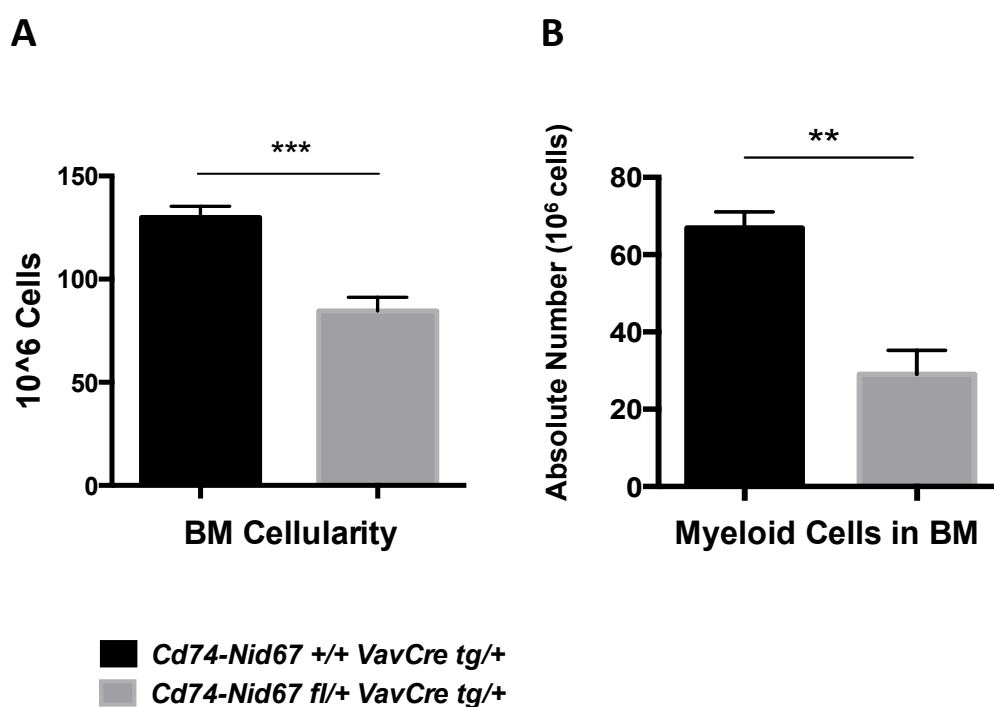 A
B
***
**
150
100
50
0
10^6 Cells
BM Cellularity
80
60
40
20
0
Absolute Number (10⁶ cells)
Myeloid Cells in BM
Cd74-Nid67 +/+ VavCre tg/+
Cd74-Nid67 fl/+ VavCre tg/+